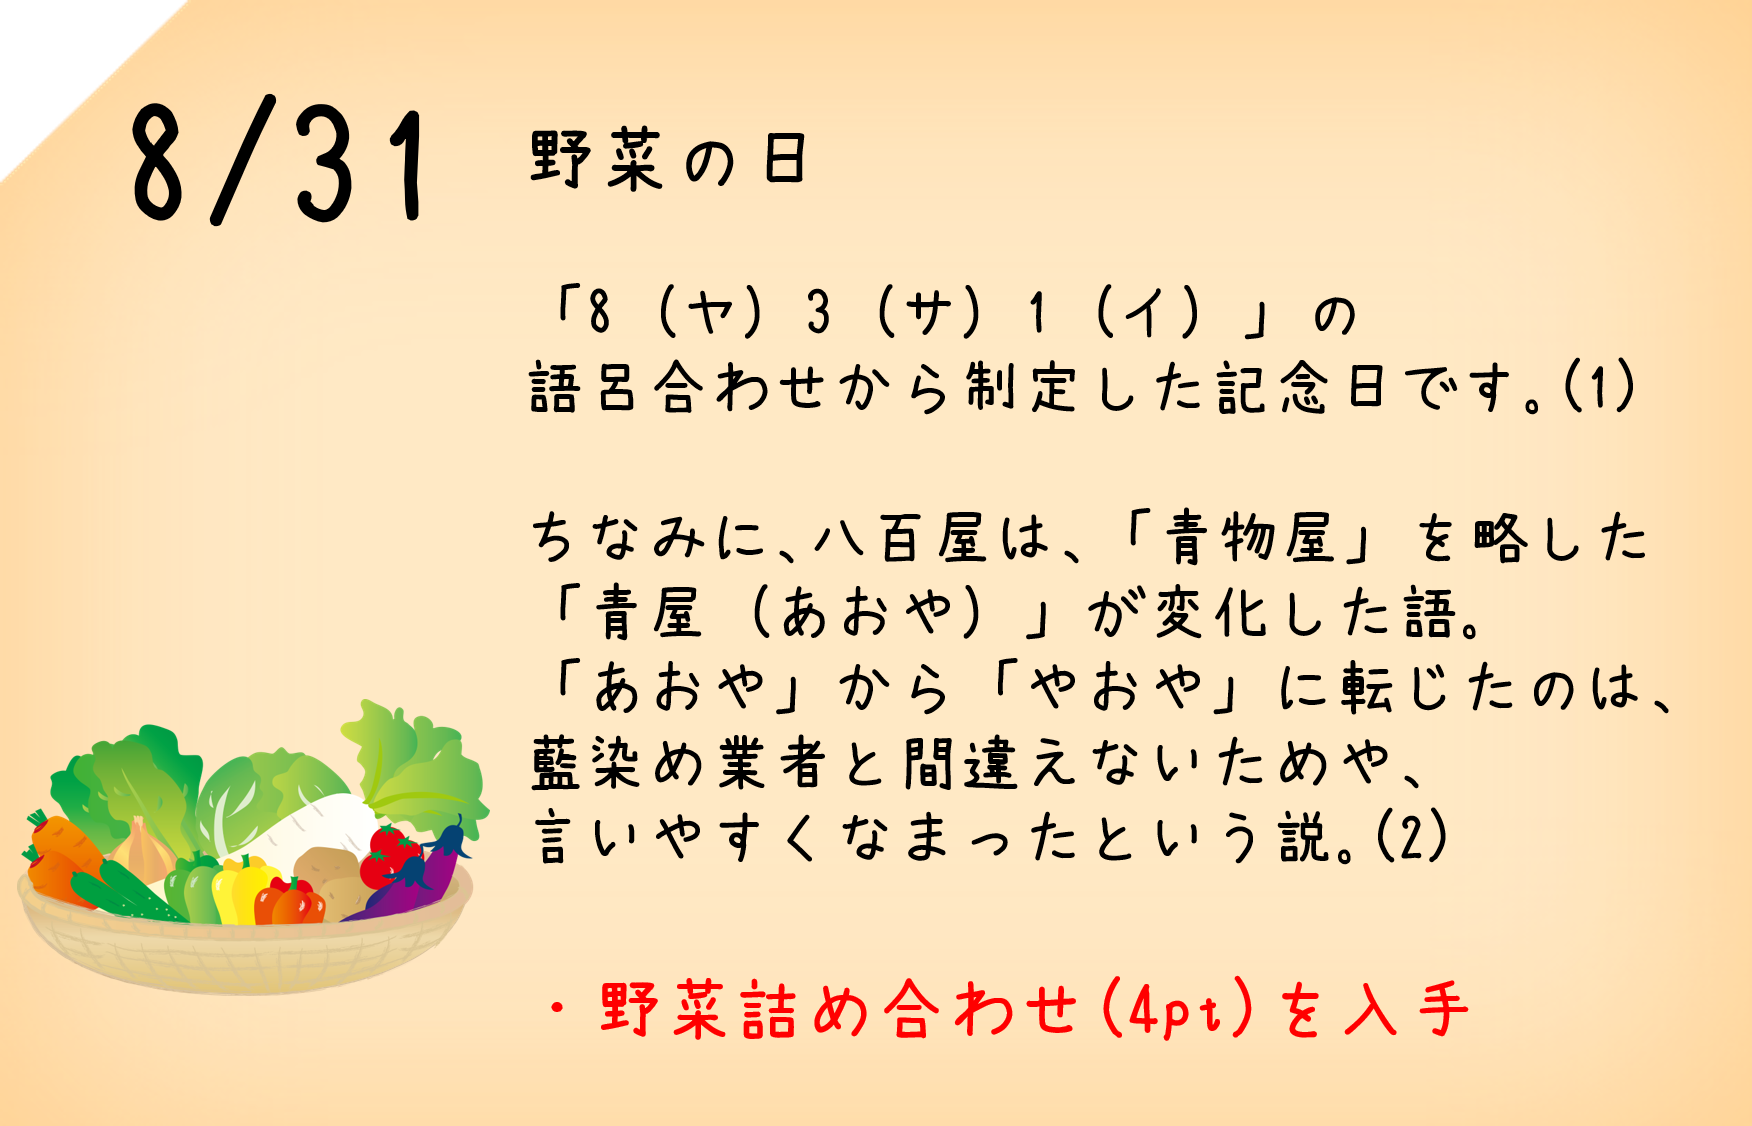 8/31 野菜の日
「8（ヤ）3（サ）1（イ）」の
語呂合わせから制定した記念日です。(1)
ちなみに、八百屋は、「青物屋」を略した
「青屋（あおや）」が変化した語。
「あおや」から「やおや」に転じたのは、
藍染め業者と間違えないためや、
言いやすくなまったという説。(2)
・野菜詰め合わせ(4pt)を入手